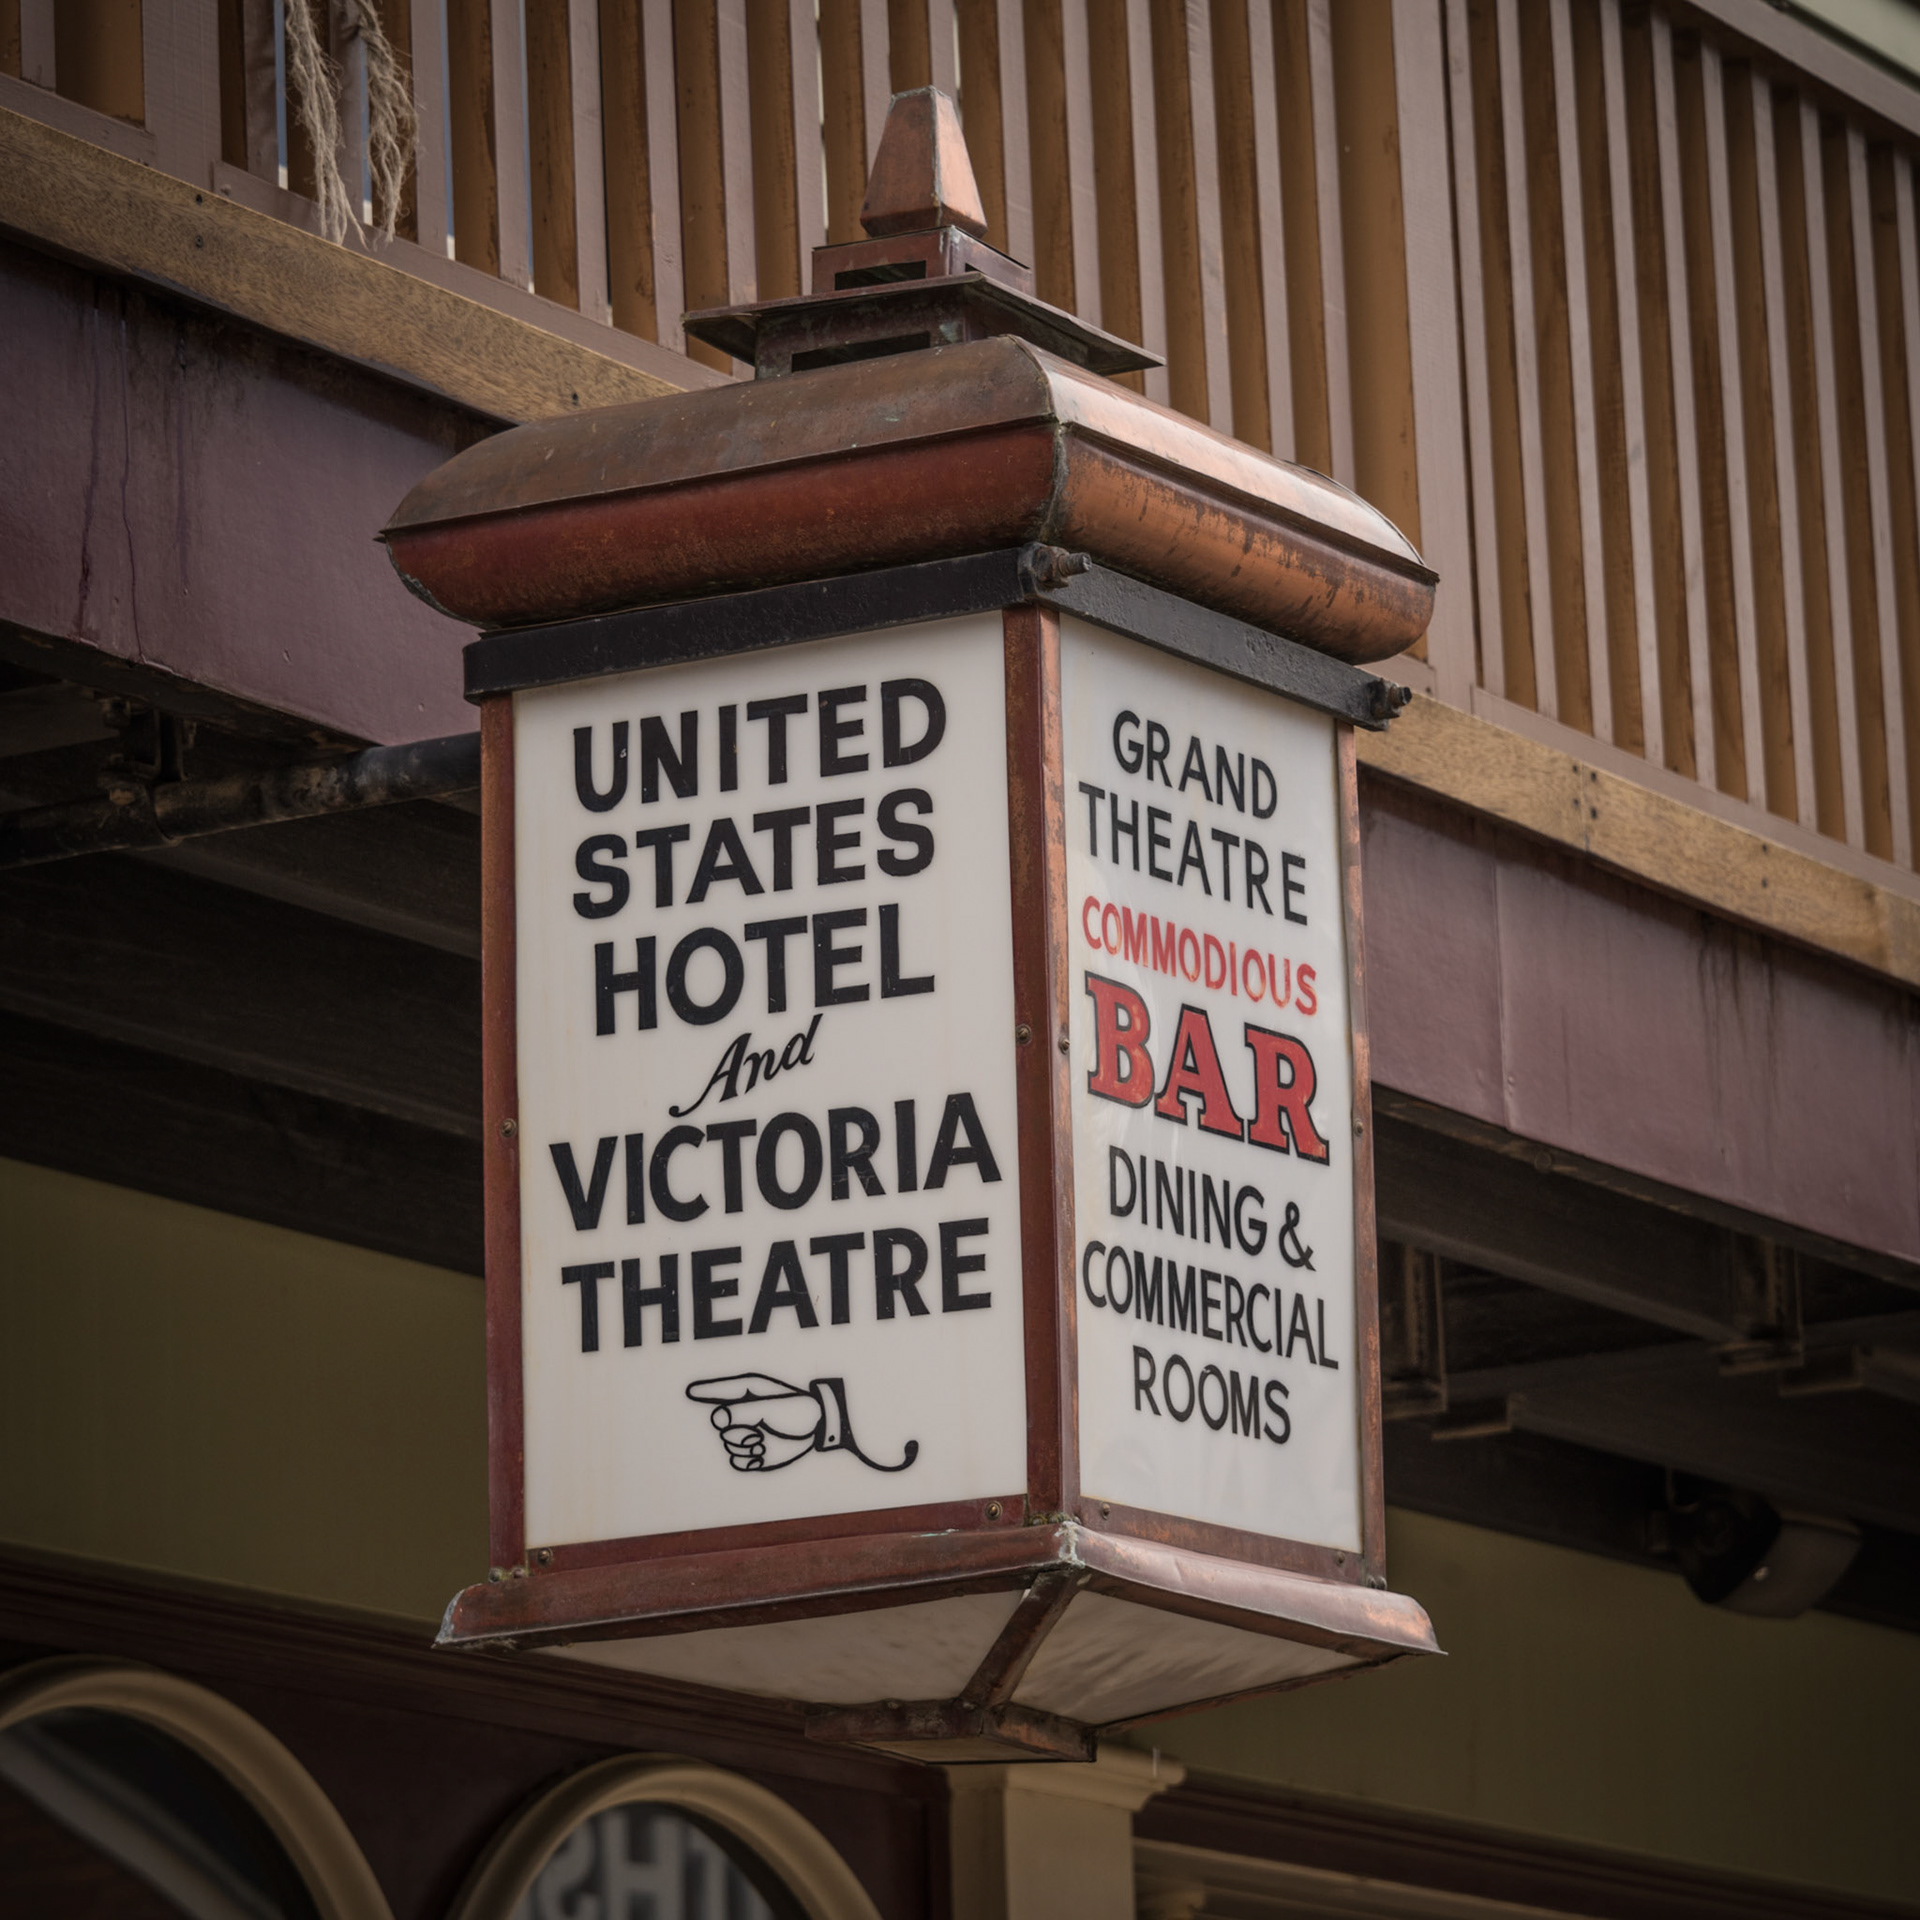 UNITED
STATES
HOTEL
And
VICTORIA
THEATRE
GRAND
THEATRE
COMMODIOUS
BAR
DINING &
COMMERCIAL
ROOMS